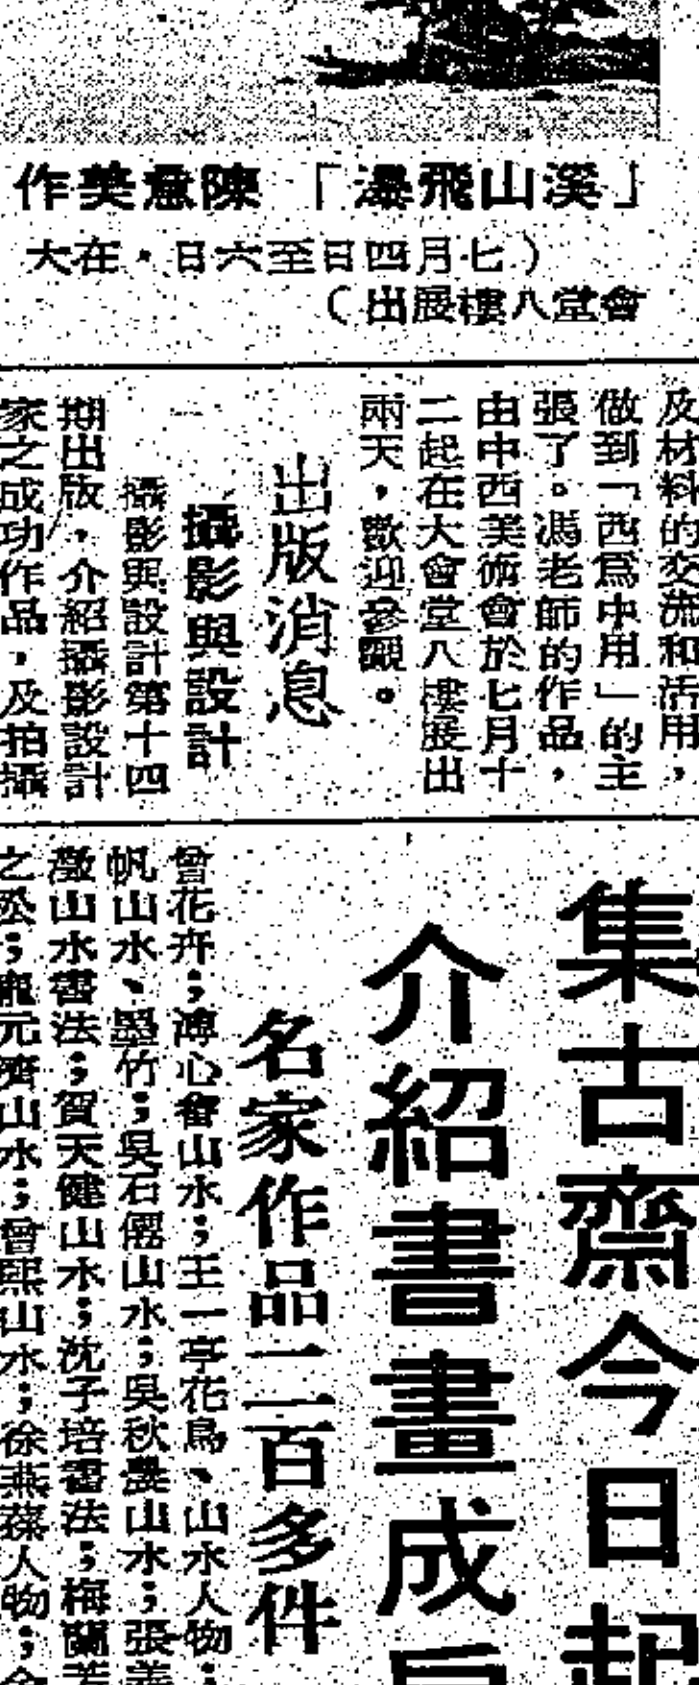 「溪山飛瀑」 陳意美作
（七月四日至六日，在大
會堂八樓展出）
及材料的交流和活用，
做到「西爲中用」的主
張了。馮老師的作品，
由中西美術會於七月十
二起在大會堂八樓展出
兩天，歡迎參觀。
出版消息
攝影與設計
攝影與設計第十四
期出版，介紹攝影設計
家之成功作品，及拍攝
集古齋今日起
介紹書畫成
名家作品二百多件
曾花卉；溥心畬山水；王一亭花鳥、山水人物；
帆山水、墨竹；吳石僊山水；吳秋農山水；張善
山水書法；賀天健山水；沈子培書法；梅蘭芳
之松；龐元濟山水；曾熙山水；徐燕蓀人物；